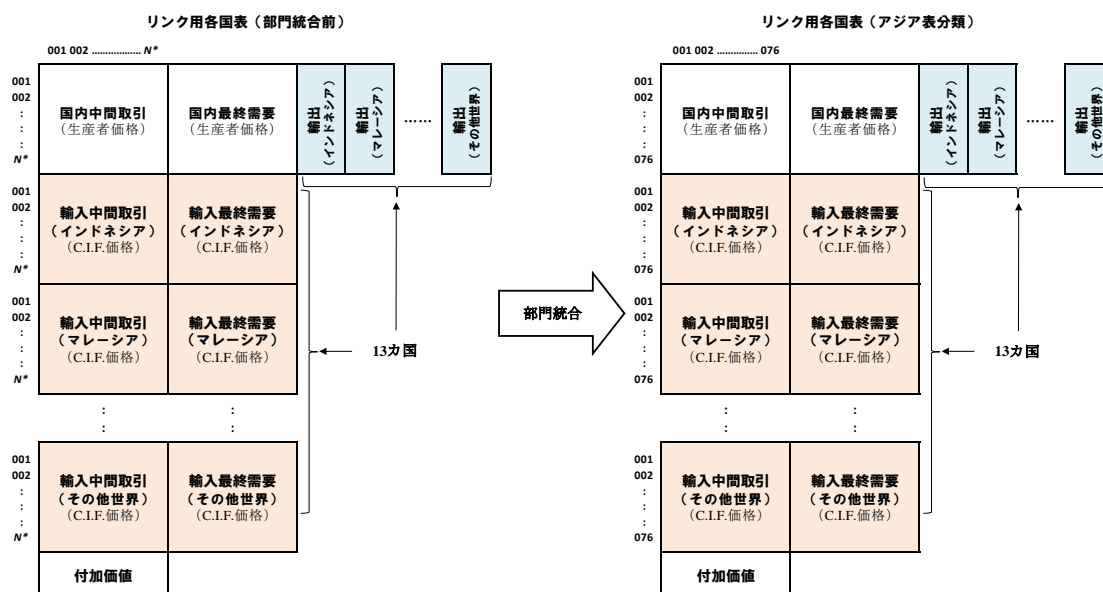 リンク用各国表（部門統合前）
001 002 .................. N*
001
002
:
:
:
N*
国内中間取引
（生産者価格）
国内最終需要
（生産者価格）
輸出
（インドネシア）
輸出
（マレーシア）
……
輸出
（その他世界）
001
002
:
:
:
N*
輸入中間取引
（インドネシア）
（C.I.F.価格）
輸入最終需要
（インドネシア）
（C.I.F.価格）
001
002
:
:
:
N*
輸入中間取引
（マレーシア）
（C.I.F.価格）
輸入最終需要
（マレーシア）
（C.I.F.価格）
13カ国
:
:
:
:
001
002
:
:
:
N*
輸入中間取引
（その他世界）
（C.I.F.価格）
輸入最終需要
（その他世界）
（C.I.F.価格）
付加価値
部門統合
リンク用各国表（アジア表分類）
001 002 ............... 076
001
002
:
:
:
076
国内中間取引
（生産者価格）
国内最終需要
（生産者価格）
輸出
（インドネシア）
輸出
（マレーシア）
……
輸出
（その他世界）
001
002
:
:
:
076
輸入中間取引
（インドネシア）
（C.I.F.価格）
輸入最終需要
（インドネシア）
（C.I.F.価格）
001
002
:
:
:
076
輸入中間取引
（マレーシア）
（C.I.F.価格）
輸入最終需要
（マレーシア）
（C.I.F.価格）
13カ国
:
:
:
:
001
002
:
:
:
076
輸入中間取引
（その他世界）
（C.I.F.価格）
輸入最終需要
（その他世界）
（C.I.F.価格）
付加価値